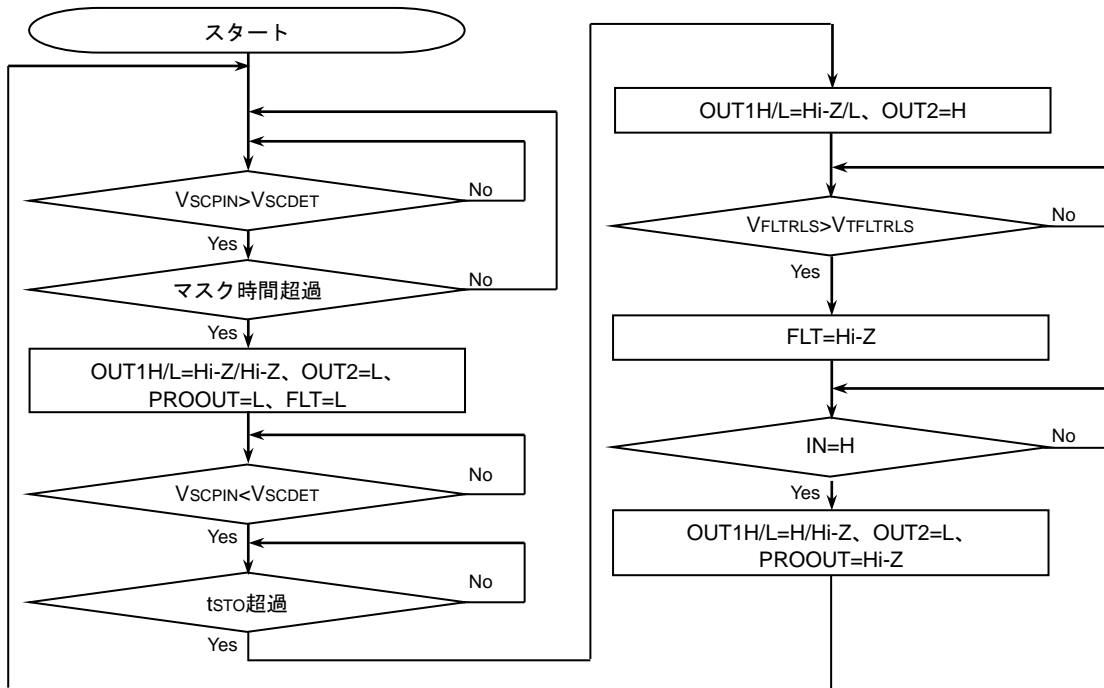 スタート
VSCPIN>VSCDET
No
Yes
マスク時間超過
No
Yes
OUT1H/L=Hi-Z/Hi-Z、OUT2=L、
PROOUT=L、FLT=L
VSCPIN<VSCDET
No
Yes
tSTO超過
No
Yes
OUT1H/L=Hi-Z/L、OUT2=H
VFLTRLS>VTFLTRLS
No
Yes
FLT=Hi-Z
IN=H
No
Yes
OUT1H/L=H/Hi-Z、OUT2=L、
PROOUT=Hi-Z